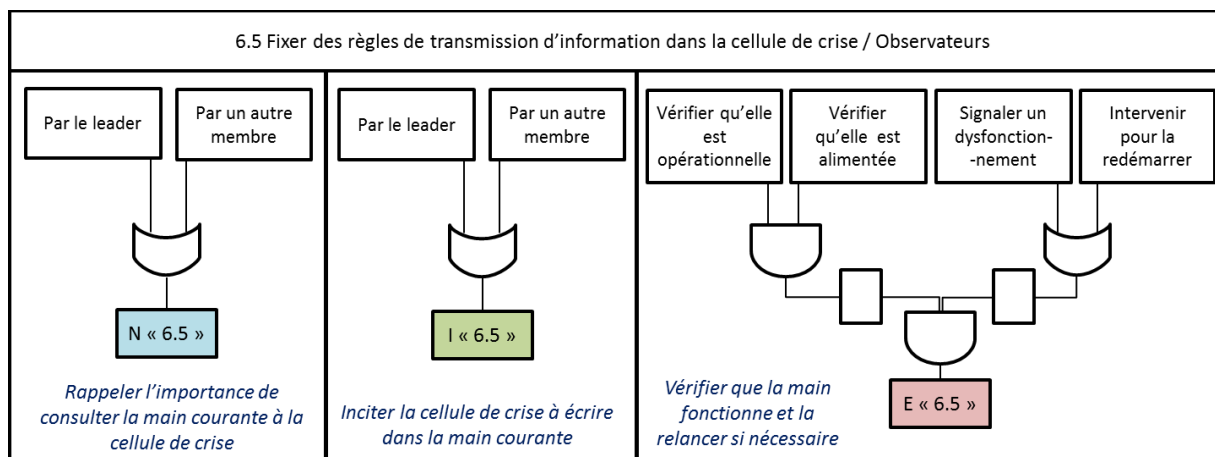 6.5 Fixer des règles de transmission d’information dans la cellule de crise / Observateurs
Par le leader
Par un autre
membre
N « 6.5 »
Rappeler l’importance de
consulter la main courante à la
cellule de crise
Par le leader
Par un autre
membre
I « 6.5 »
Inciter la cellule de crise à écrire
dans la main courante
Vérifier qu’elle
est
opérationnelle
Vérifier
qu’elle est
alimentée
Signaler un
dysfonction-
-nement
Intervenir
pour la
redémarrer
E « 6.5 »
Vérifier que la main
fonctionne et la
relancer si nécessaire